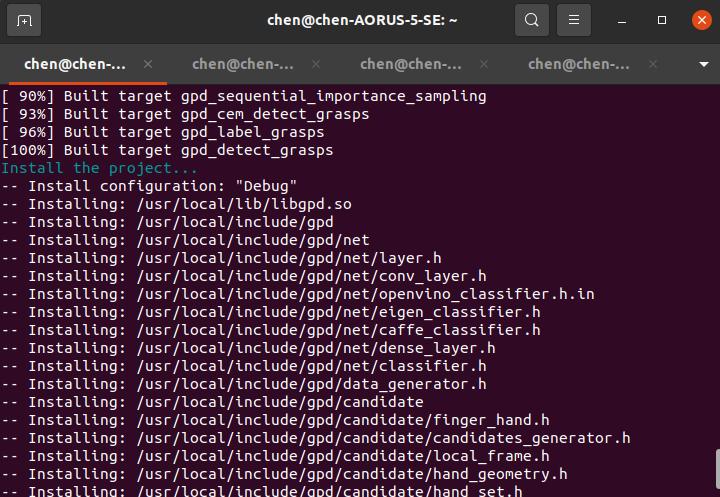 chen@chen-AORUS-5-SE: ~
chen@chen-... chen@chen-... chen@chen-... chen@chen-...
[ 90%] Built target gpd_sequential_importance_sampling
[ 93%] Built target gpd_cem_detect_grasps
[ 96%] Built target gpd_label_grasps
[100%] Built target gpd_detect_grasps
Install the project...
-- Install configuration: "Debug"
-- Installing: /usr/local/lib/libgpd.so
-- Installing: /usr/local/include/gpd
-- Installing: /usr/local/include/gpd/net
-- Installing: /usr/local/include/gpd/net/layer.h
-- Installing: /usr/local/include/gpd/net/conv_layer.h
-- Installing: /usr/local/include/gpd/net/openvino_classifier.h.in
-- Installing: /usr/local/include/gpd/net/eigen_classifier.h
-- Installing: /usr/local/include/gpd/net/caffe_classifier.h
-- Installing: /usr/local/include/gpd/net/dense_layer.h
-- Installing: /usr/local/include/gpd/net/classifier.h
-- Installing: /usr/local/include/gpd/data_generator.h
-- Installing: /usr/local/include/gpd/candidate
-- Installing: /usr/local/include/gpd/candidate/finger_hand.h
-- Installing: /usr/local/include/gpd/candidate/candidates_generator.h
-- Installing: /usr/local/include/gpd/candidate/local_frame.h
-- Installing: /usr/local/include/gpd/candidate/hand_geometry.h
-- Installing: /usr/local/include/gpd/candidate/hand_set.h